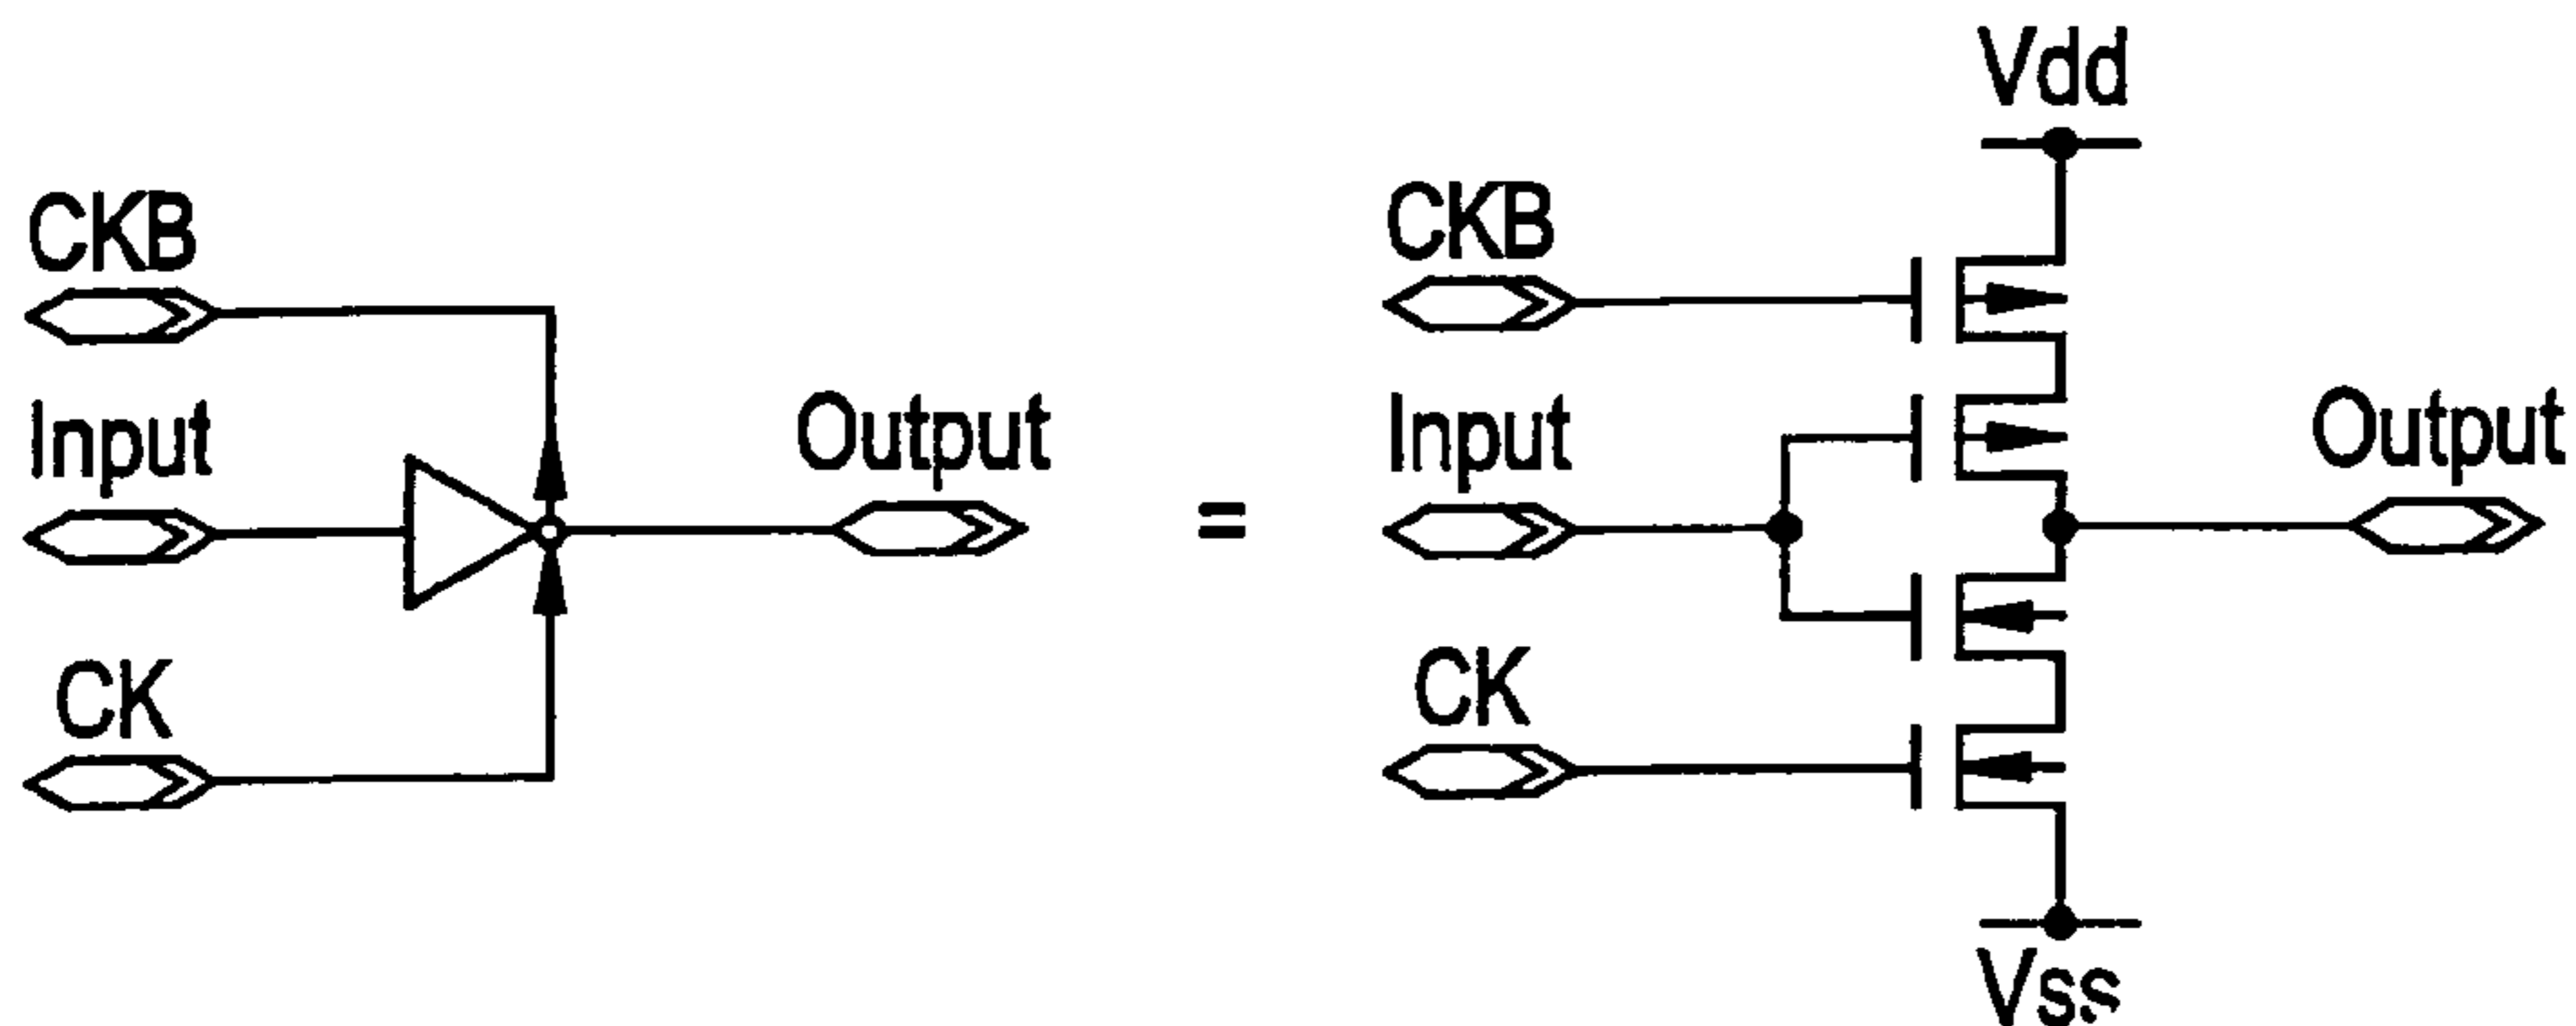 CKB
Input
Output
CK
=
Vdd
CKB
Input
Output
CK
Vss